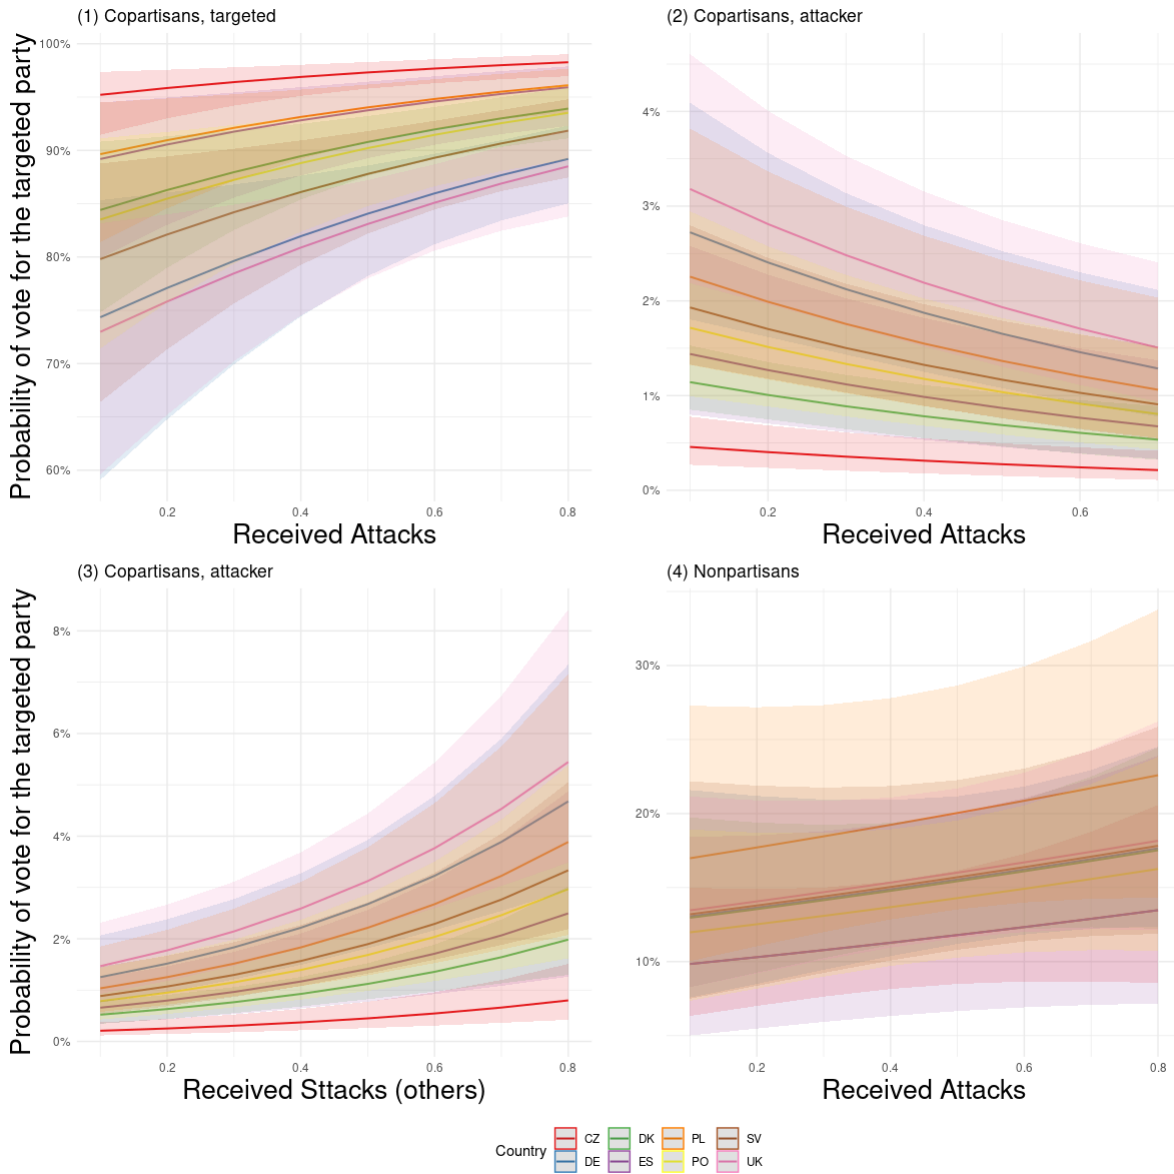 (1) Copartisans, targeted
(2) Copartisans, attacker
Probability of vote for the targeted party
100%
90%
80%
70%
60%
4%
3%
2%
1%
0%
0.2
0.4
0.6
0.8
0.2
0.4
0.6
Received Attacks
Received Attacks
(3) Copartisans, attacker
(4) Nonpartisans
Probability of vote for the targeted party
8%
6%
4%
2%
0%
30%
20%
10%
0.2
0.4
0.6
0.8
0.2
0.4
0.6
0.8
Received Sttacks (others)
Received Attacks
Country
CZ
DK
PL
SV
DE
ES
PO
UK